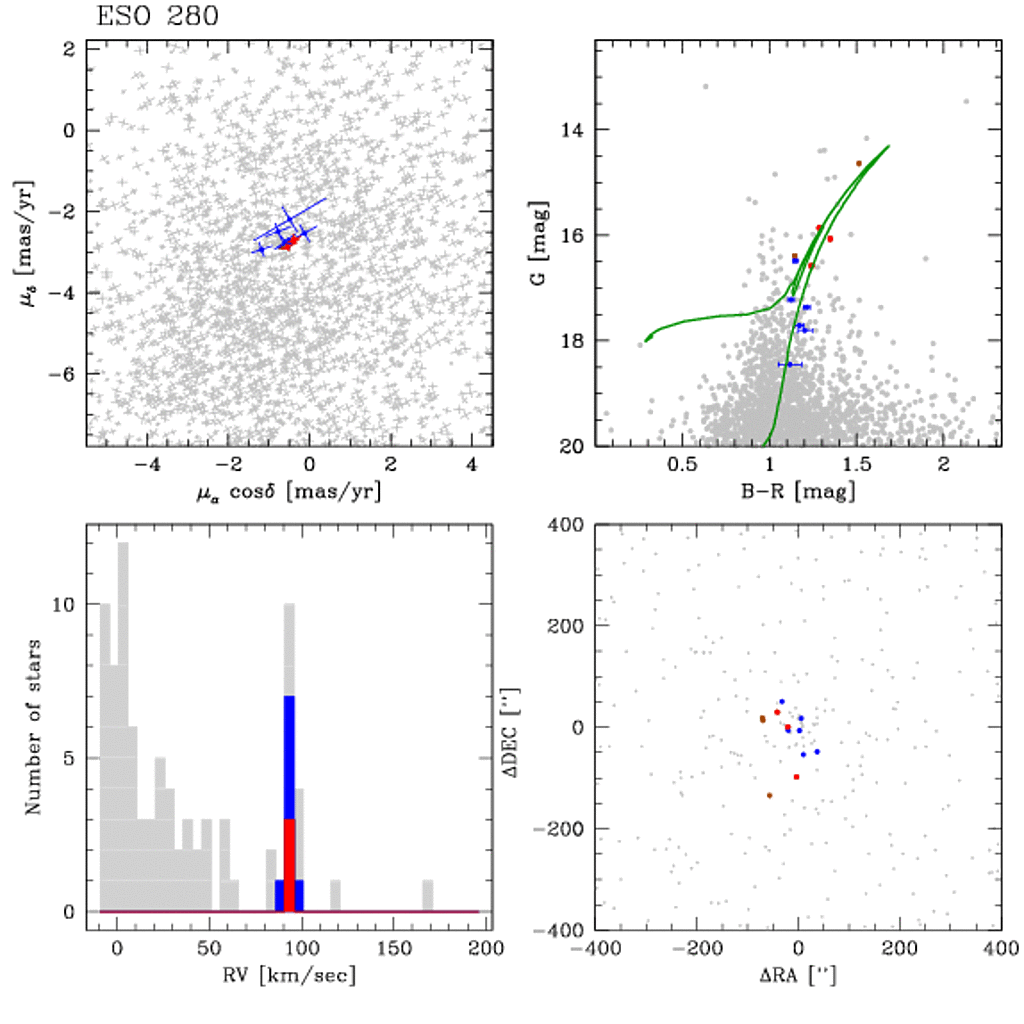 ESO 280
2
0
−2
−4
−6
μδ [mas/yr]
−4 −2 0 2 4
μα cosδ [mas/yr]
14
16
18
20
G [mag]
0.5 1 1.5 2
B−R [mag]
10
5
0
Number of stars
0 50 100 150 200
RV [km/sec]
400
200
0
−200
−400
ΔDEC ["]
−400 −200 0 200 400
ΔRA ["]